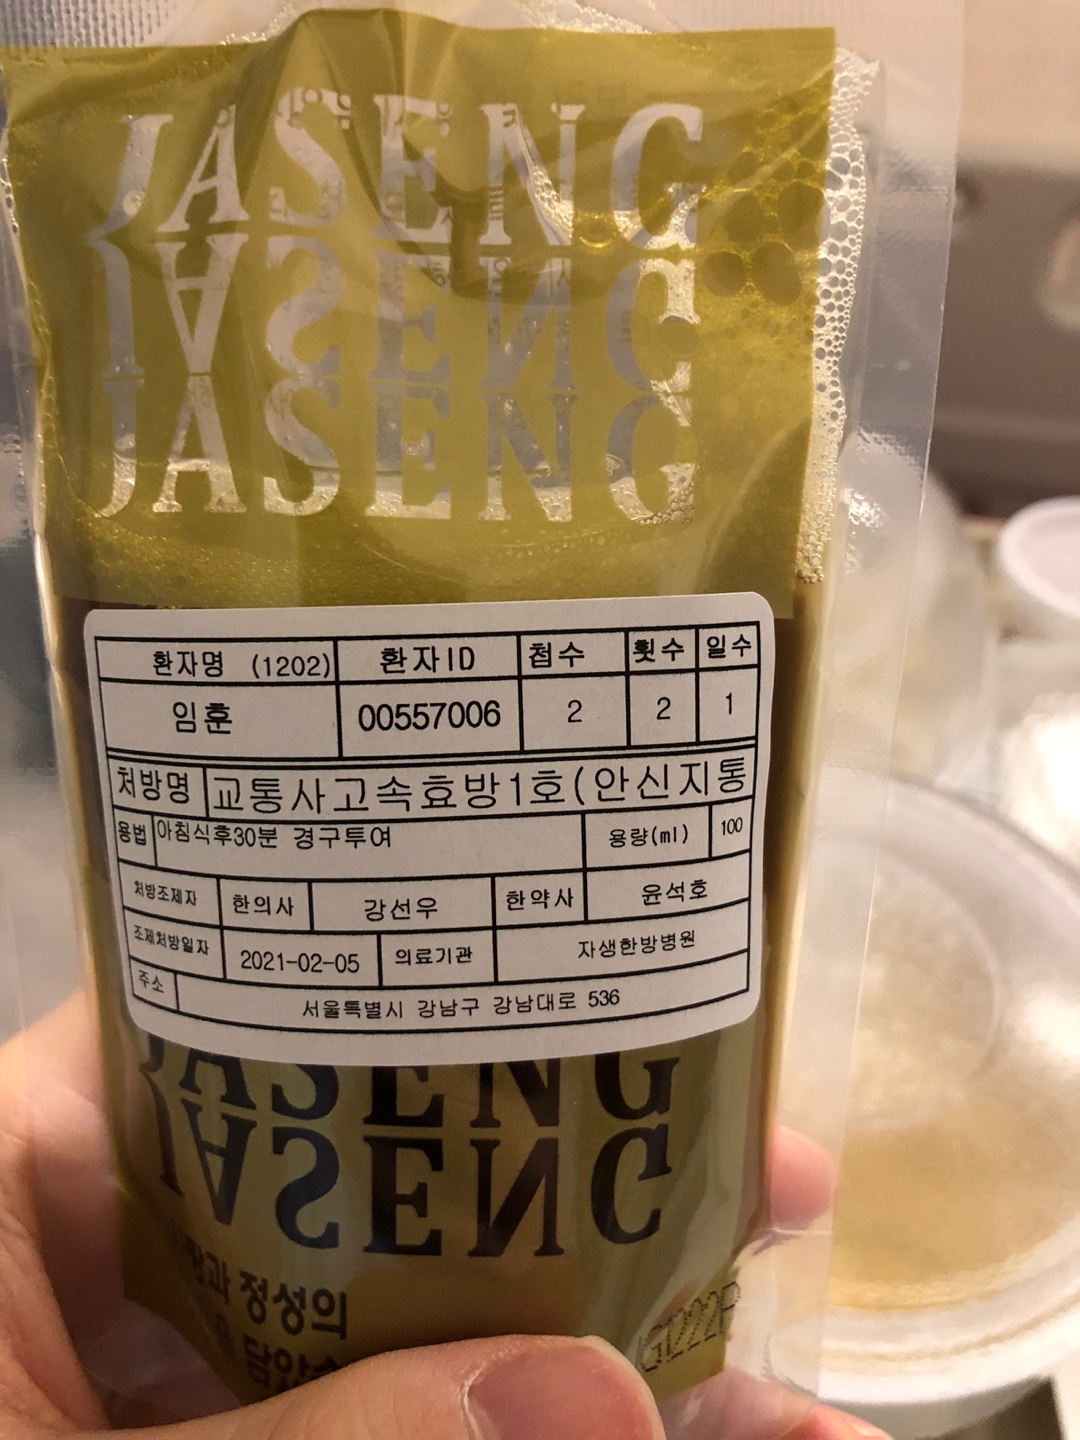 JASENG
JASENG
JASENG
환자명 (1202) 환자ID 첩수 횟수 일수
임훈 00557006 2 2 1
처방명 교통사고속효방1호(안신지통
용법 아침식후30분 경구투여 용량(ml) 100
처방조제자 한의사 강선우 한약사 윤석호
조제처방일자 2021-02-05 의료기관 자생한방병원
주소 서울특별시 강남구 강남대로 536
JASENG
JASENG
정성의